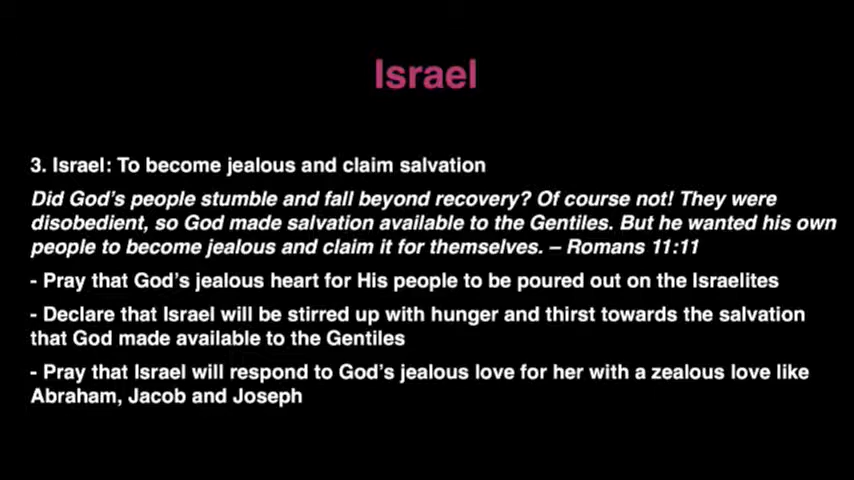 Israel
3. Israel: To become jealous and claim salvation
Did God's people stumble and fall beyond recovery? Of course not! They were
disobedient, so God made salvation available to the Gentiles. But he wanted his own
people to become jealous and claim it for themselves. – Romans 11:11
- Pray that God's jealous heart for His people to be poured out on the Israelites
- Declare that Israel will be stirred up with hunger and thirst towards the salvation
that God made available to the Gentiles
- Pray that Israel will respond to God's jealous love for her with a zealous love like
Abraham, Jacob and Joseph